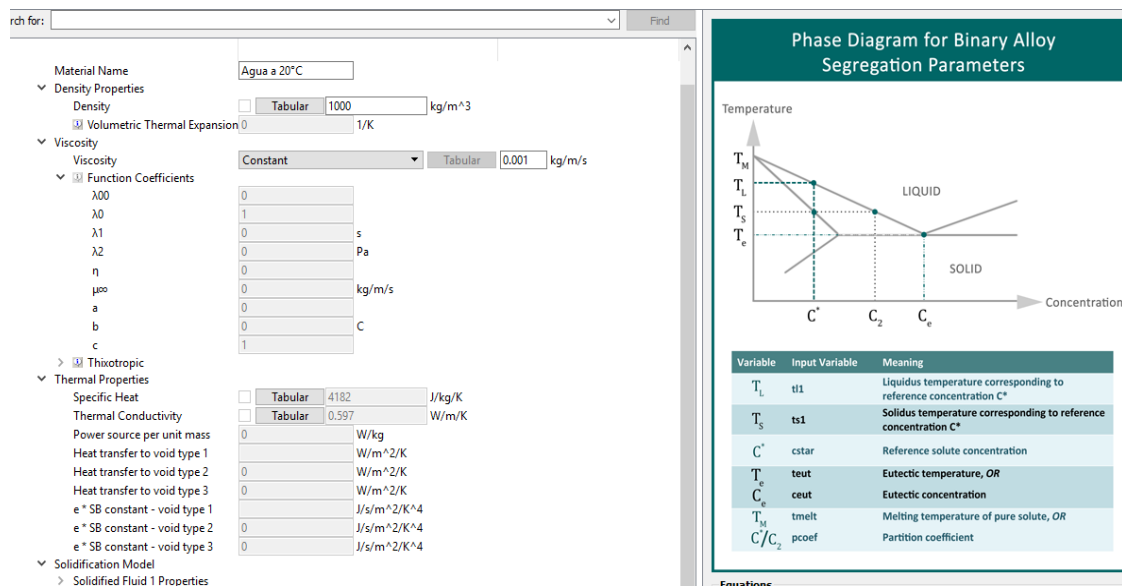 rch for:
Find
Material Name Agua a 20°C
Density Properties
Density Tabular 1000 kg/m^3
Volumetric Thermal Expansion 0 1/K
Viscosity
Viscosity Constant Tabular 0.001 kg/m/s
Function Coefficients
λ00 0
λ0 1
λ1 0 s
λ2 0 Pa
η 0
μ∞ 0 kg/m/s
a 0
b 0 C
c 1
Thixotropic
Thermal Properties
Specific Heat Tabular 4182 J/kg/K
Thermal Conductivity Tabular 0.597 W/m/K
Power source per unit mass 0 W/kg
Heat transfer to void type 1 W/m^2/K
Heat transfer to void type 2 0 W/m^2/K
Heat transfer to void type 3 0 W/m^2/K
e * SB constant - void type 1 J/s/m^2/K^4
e * SB constant - void type 2 0 J/s/m^2/K^4
e * SB constant - void type 3 0 J/s/m^2/K^4
Solidification Model
Solidified Fluid 1 Properties
Phase Diagram for Binary Alloy
Segregation Parameters
Temperature
TM
TL
LIQUID
TS
Te
SOLID
Concentration
C* C2 Ce
Variable Input Variable Meaning
TL tl1 Liquidus temperature corresponding to
reference concentration C*
TS ts1 Solidus temperature corresponding to reference
concentration C*
C* cstar Reference solute concentration
Te teut Eutectic temperature, OR
Ce ceut Eutectic concentration
TM tmelt Melting temperature of pure solute, OR
C*/C2 pcoef Partition coefficient
Equations